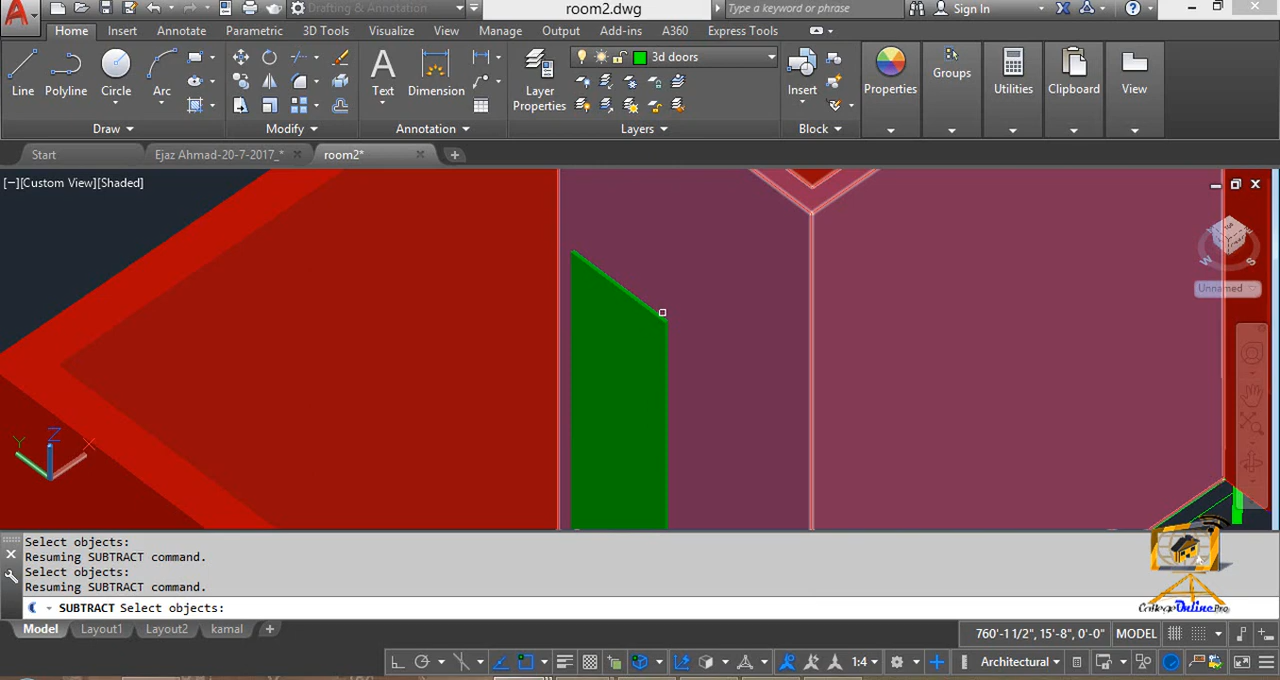 Drafting & Annotation
room2.dwg
Type a keyword or phrase
Sign In
Home Insert Annotate Parametric 3D Tools Visualize View Manage Output Add-ins A360 Express Tools
Line Polyline Circle Arc
Text Dimension
Layer
Properties
3d doors
Insert
Properties Groups Utilities Clipboard View
Draw Modify Annotation Layers Block
Start Ejaz Ahmad-20-7-2017_* room2*
[−][Custom View][Shaded]
W S
Unnamed
Y Z X
Select objects:
Resuming SUBTRACT command.
Select objects:
Resuming SUBTRACT command.
SUBTRACT Select objects:
CollegeOnline.Pro
Model Layout1 Layout2 kamal
760'-1 1/2", 15'-8", 0'-0" MODEL
1:4 Architectural